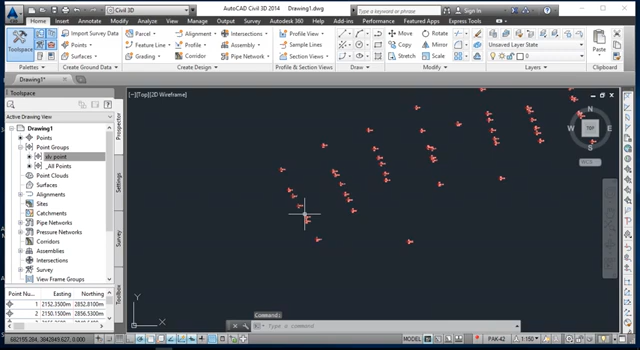 Civil 3D
AutoCAD Civil 3D 2014 Drawing1.dwg
Type a keyword or phrase
Sign In
Home Insert Annotate Modify Analyze View Manage Output Survey Autodesk 360 Help Add-ins Featured Apps Express Tools
Toolspace
Import Survey Data
Points
Surfaces
Parcel
Feature Line
Grading
Alignment
Profile
Corridor
Intersections
Assembly
Pipe Network
Profile View
Sample Lines
Section Views
Move
Copy
Stretch
Rotate
Mirror
Scale
Unsaved Layer State
0
Paste
Palettes
Create Ground Data
Create Design
Profile & Section Views
Draw
Modify
Layers
Clipboard
Drawing1*
Toolspace
Active Drawing View
Drawing1
Points
Point Groups
xlv point
_All Points
Point Clouds
Surfaces
Alignments
Sites
Catchments
Pipe Networks
Pressure Networks
Corridors
Assemblies
Intersections
Survey
View Frame Groups
Prospector
Settings
Survey
Toolbox
Point Nu... Easting Northing
1 2152.3500m 2852.8100m
2 2150.1500m 2856.5300m
[−][Top][2D Wireframe]
N
W TOP E
S
WCS
Y
Command:
Type a command
MODEL
PAK-42
1:150